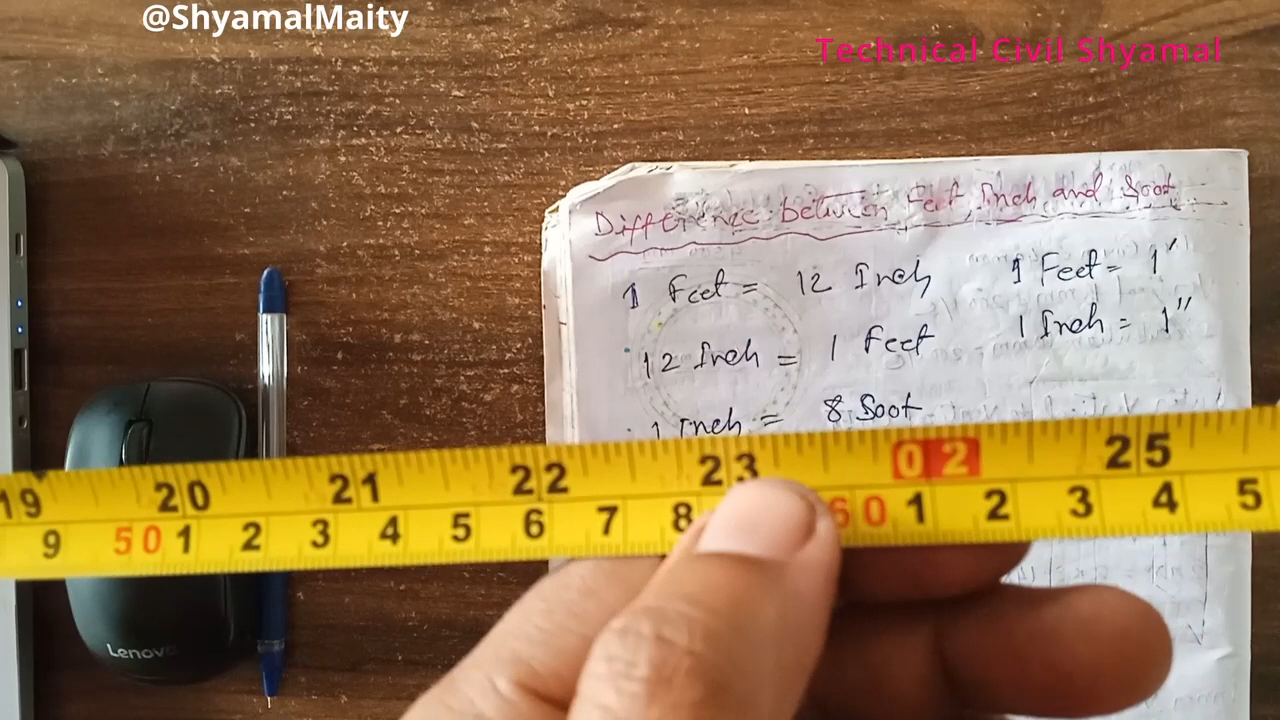 @ShyamalMaity
Technical Civil Shyamal
Difference between Feet, Inch and Soot
1 Feet = 12 Inch 1 Feet = 1'
12 Inch = 1 Feet 1 Inch = 1"
1 Inch = 8 Soot
19 20 21 22 23 02 25
9 50 1 2 3 4 5 6 7 8 60 1 2 3 4 5
Lenovo